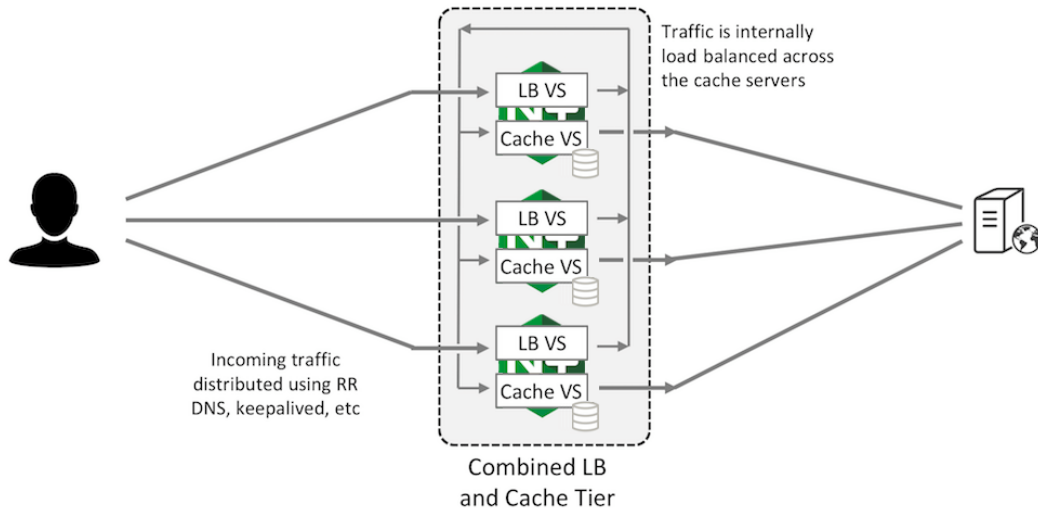 Traffic is internally
load balanced across
the cache servers
LB VS
Cache VS
LB VS
Cache VS
LB VS
Cache VS
Incoming traffic
distributed using RR
DNS, keepalived, etc
Combined LB
and Cache Tier